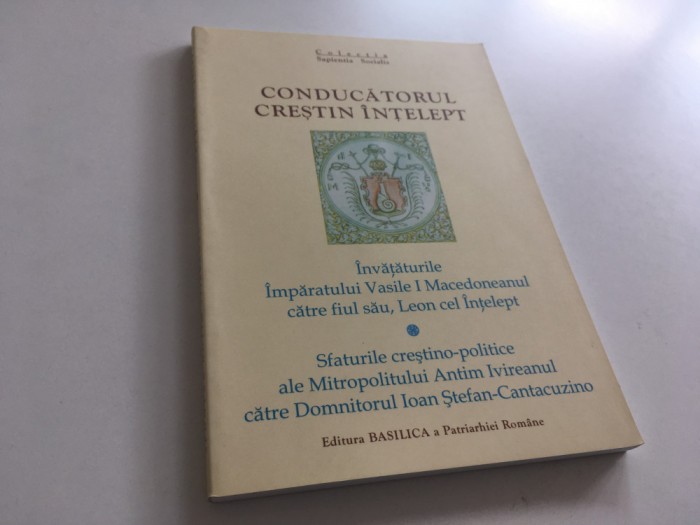 Colecția
Sapientia Socialis
CONDUCĂTORUL
CREȘTIN ÎNȚELEPT
Învățăturile
Împăratului Vasile I Macedoneanul
către fiul său, Leon cel Înțelept
Sfaturile creștino-politice
ale Mitropolitului Antim Ivireanul
către Domnitorul Ioan Ștefan-Cantacuzino
Editura BASILICA a Patriarhiei Române